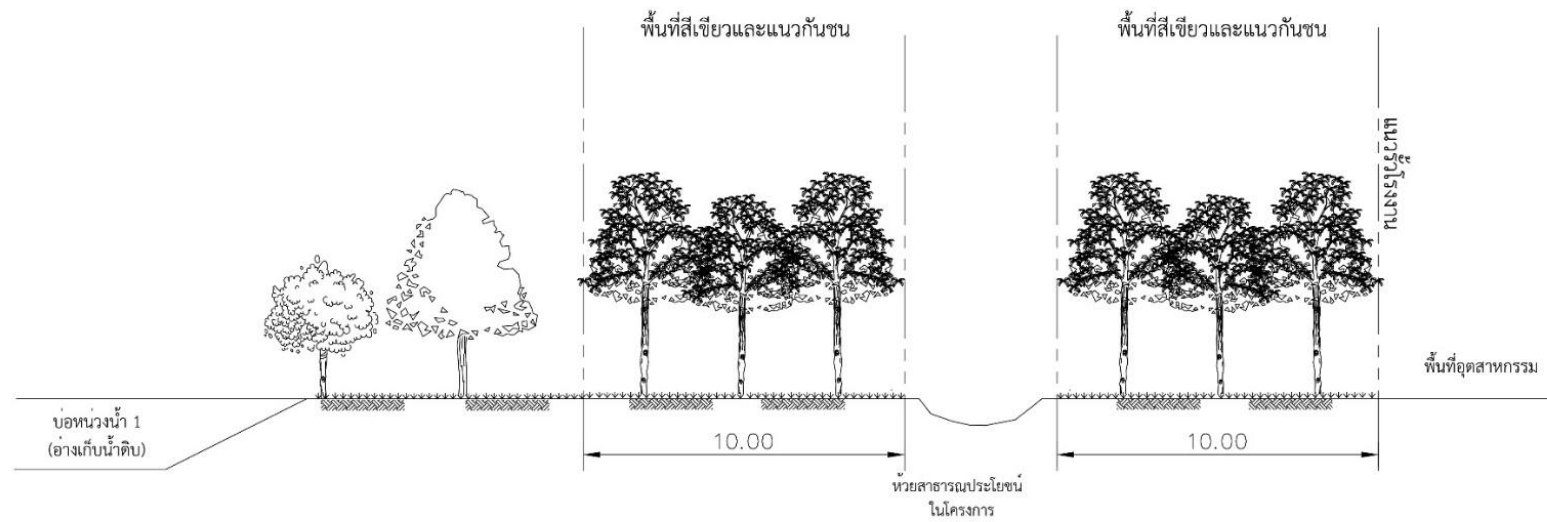 พื้นที่สีเขียวและแนวกันชน
พื้นที่สีเขียวและแนวกันชน
แนวรั้วโรงงาน
พื้นที่อุตสาหกรรม
บ่อหน่วงน้ำ 1
(อ่างเก็บน้ำดิบ)
10.00
10.00
ห้วยสาธารณประโยชน์
ในโครงการ